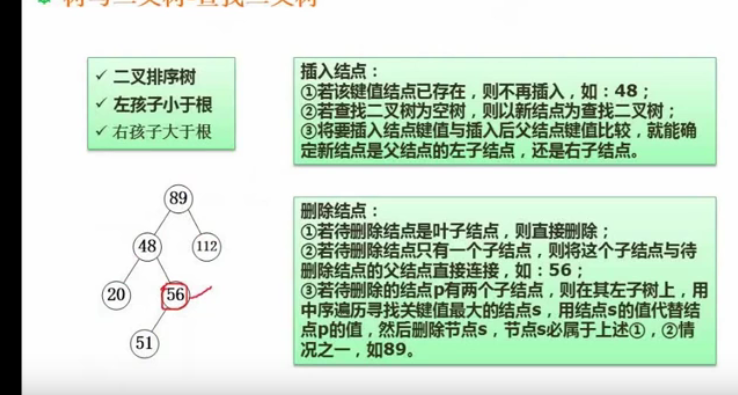 树与二叉树-查找二叉树
✓ 二叉排序树
✓ 左孩子小于根
✓ 右孩子大于根
插入结点：
①若该键值结点已存在，则不再插入，如：48；
②若查找二叉树为空树，则以新结点为查找二叉树；
③将要插入结点键值与插入后父结点键值比较，就能确
定新结点是父结点的左子结点，还是右子结点。
89
48
112
20
56
51
删除结点：
①若待删除结点是叶子结点，则直接删除；
②若待删除结点只有一个子结点，则将这个子结点与待
删除结点的父结点直接连接，如：56；
③若待删除的结点p有两个子结点，则在其左子树上，用
中序遍历寻找关键值最大的结点s，用结点s的值代替结
点p的值，然后删除节点s，节点s必属于上述①，②情
况之一，如89。